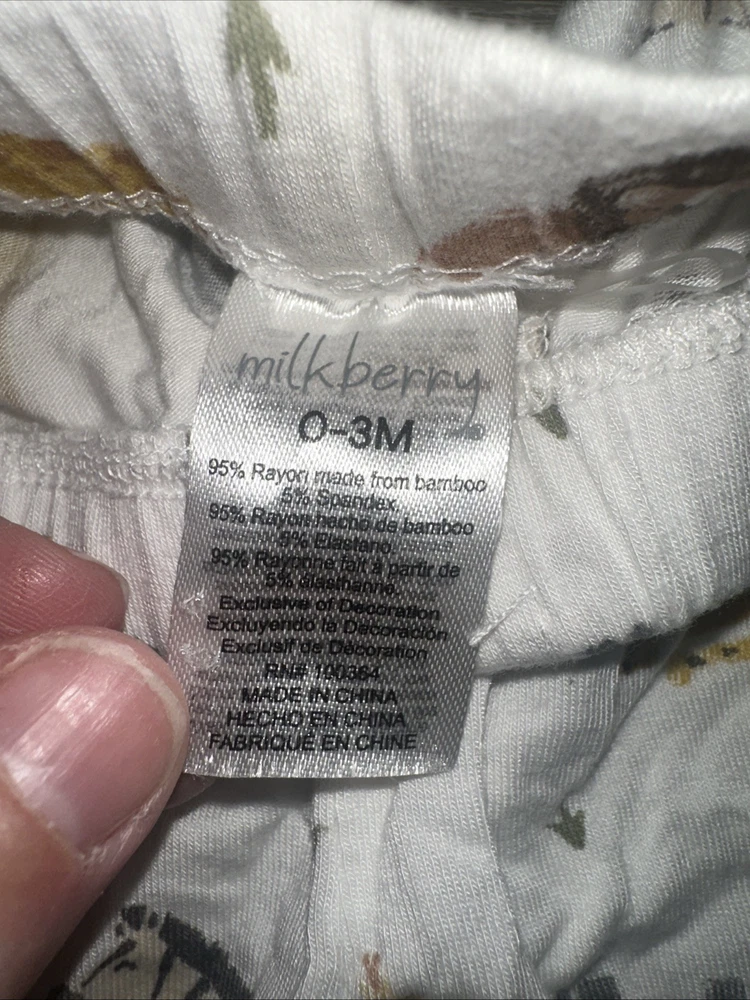 milkberry
0-3M
95% Rayon made from bamboo
5% Spandex
95% Rayon hecho de bamboo
5% Elastano
95% Rayonne fait à partir de
5% élasthanne
Exclusive of Decoration
Excluyendo la Decoración
Exclusif de Décoration
RN# 100364
MADE IN CHINA
HECHO EN CHINA
FABRIQUÉ EN CHINE